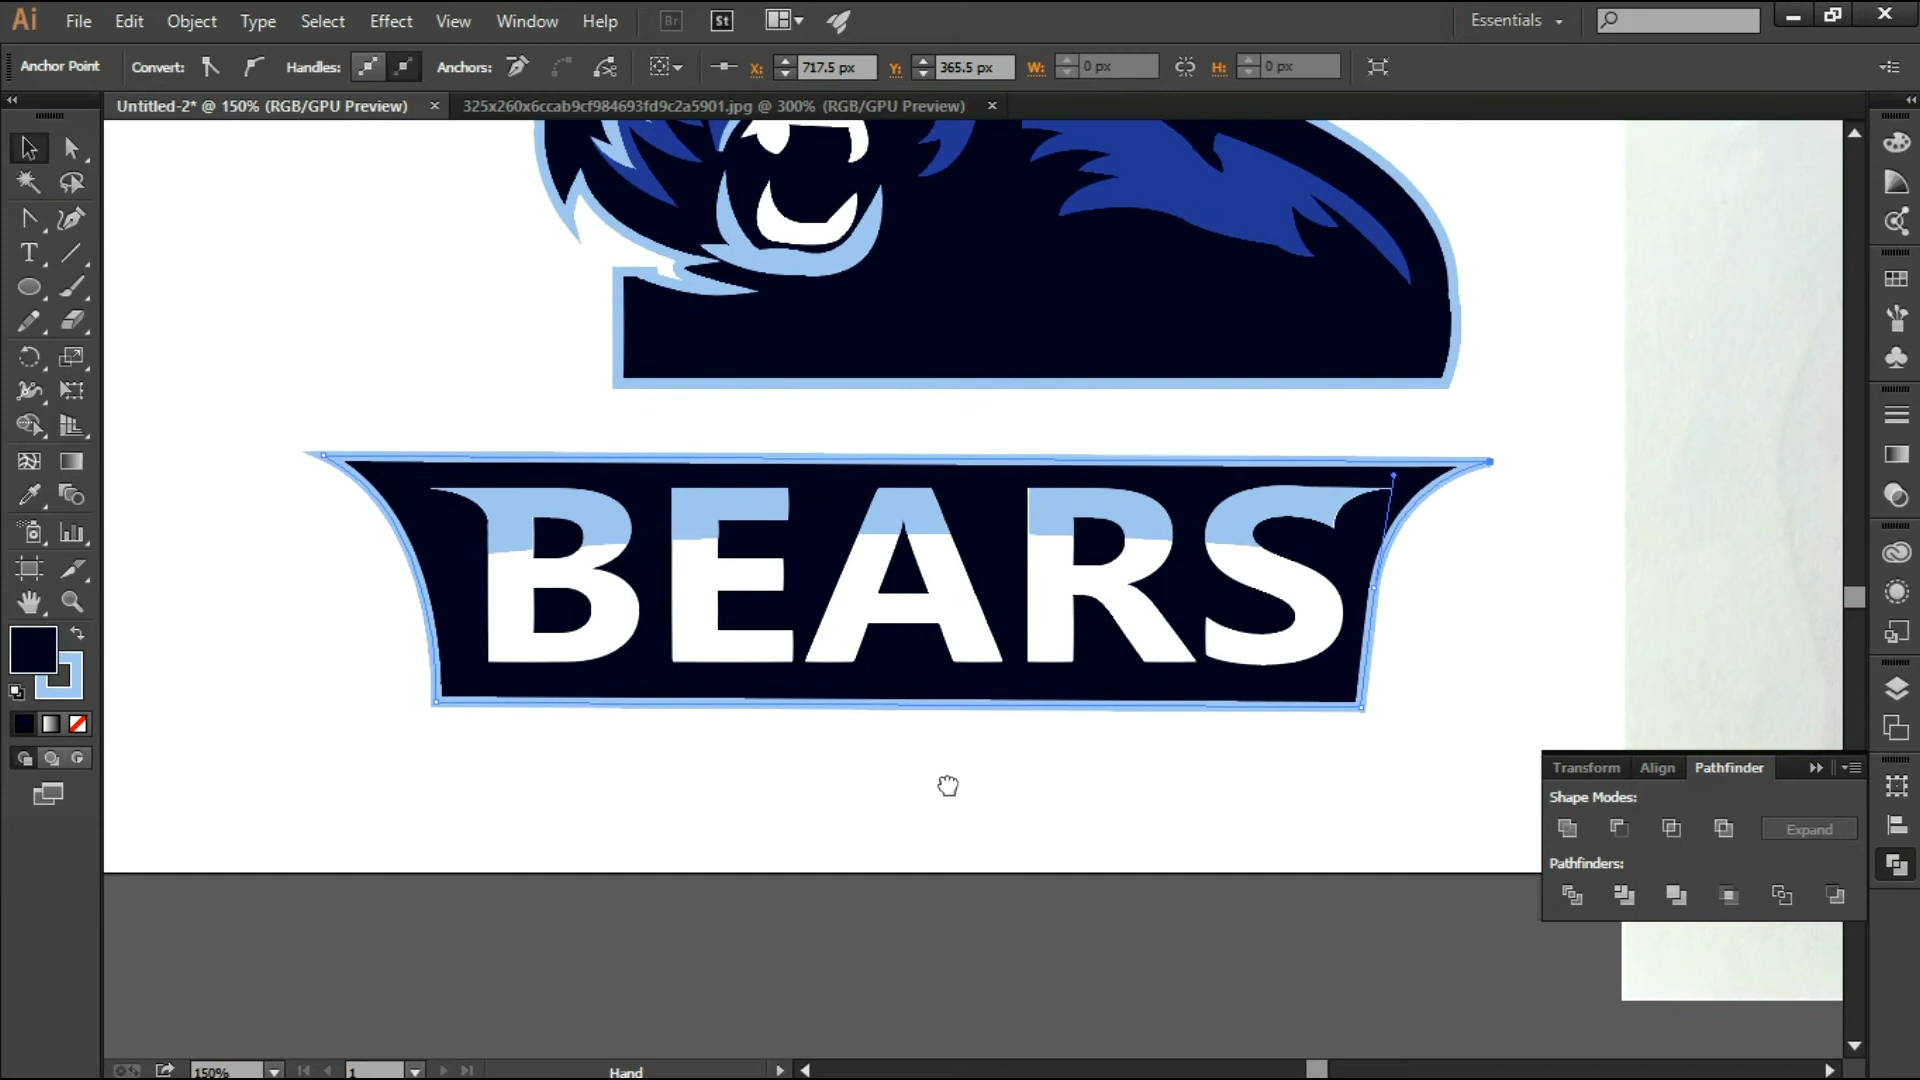 Ai File Edit Object Type Select Effect View Window Help Br St Essentials
Anchor Point Convert: Handles: Anchors: X: 717.5 px Y: 365.5 px W: 0 px H: 0 px
Untitled-2* @ 150% (RGB/GPU Preview) × 325x260x6ccab9cf984693fd9c2a5901.jpg @ 300% (RGB/GPU Preview) ×
BEARS
Transform Align Pathfinder
Shape Modes:
Expand
Pathfinders:
150% 1 Hand